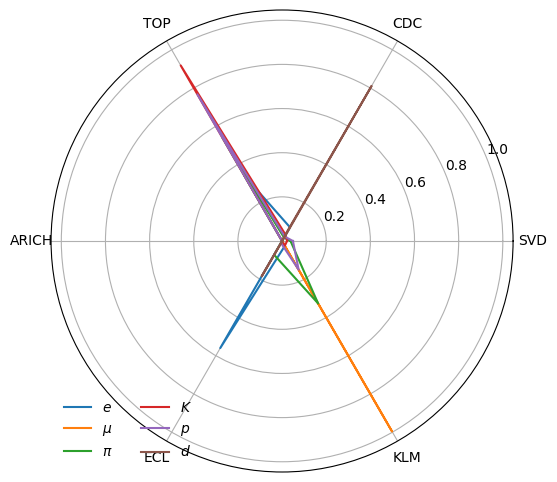 TOP CDC
1.0
0.8
0.6
0.4
0.2
ARICH SVD
e K
μ p
π d
ECL KLM